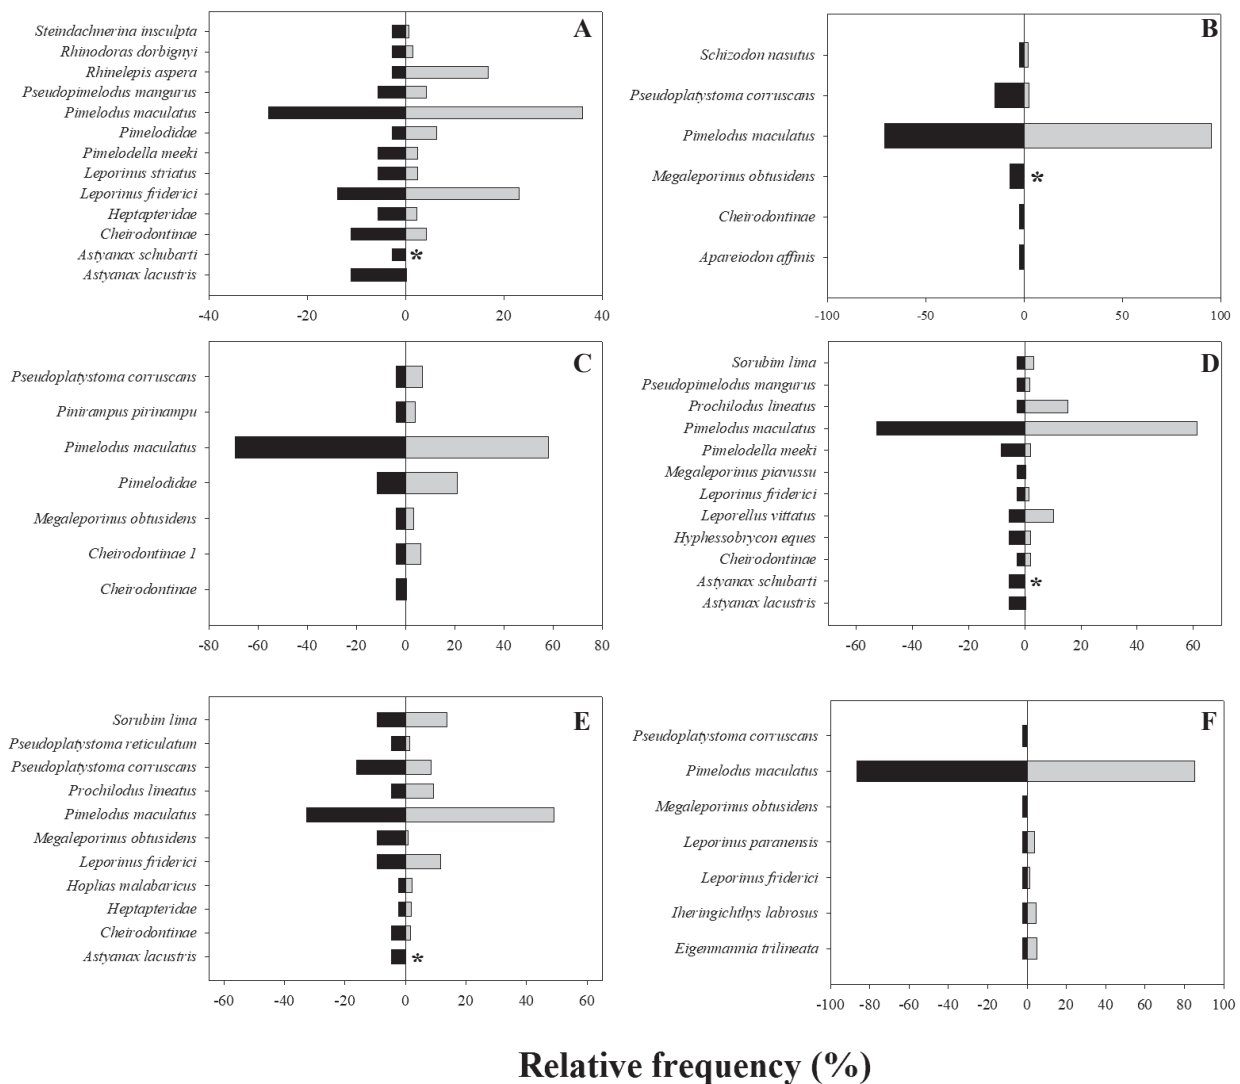 A
Steindachnerina insculpta
Rhinodoras dorbignyi
Rhinelepis aspera
Pseudopimelodus mangurus
Pimelodus maculatus
Pimelodidae
Pimelodella meeki
Leporinus striatus
Leporinus friderici
Heptapteridae
Cheirodontinae
Astyanax schubarti *
Astyanax lacustris
-40 -20 0 20 40
B
Schizodon nasutus
Pseudoplatystoma corruscans
Pimelodus maculatus
Megaleporinus obtusidens *
Cheirodontinae
Apareiodon affinis
-100 -50 0 50 100
C
Pseudoplatystoma corruscans
Pinirampus pirinampu
Pimelodus maculatus
Pimelodidae
Megaleporinus obtusidens
Cheirodontinae 1
Cheirodontinae
-80 -60 -40 -20 0 20 40 60 80
D
Sorubim lima
Pseudopimelodus mangurus
Prochilodus lineatus
Pimelodus maculatus
Pimelodella meeki
Megaleporinus piavussu
Leporinus friderici
Leporellus vittatus
Hyphessobrycon eques
Cheirodontinae
Astyanax schubarti *
Astyanax lacustris
-60 -40 -20 0 20 40 60
E
Sorubim lima
Pseudoplatystoma reticulatum
Pseudoplatystoma corruscans
Prochilodus lineatus
Pimelodus maculatus
Megaleporinus obtusidens
Leporinus friderici
Hoplias malabaricus
Heptapteridae
Cheirodontinae
Astyanax lacustris *
-60 -40 -20 0 20 40 60
F
Pseudoplatystoma corruscans
Pimelodus maculatus
Megaleporinus obtusidens
Leporinus paranensis
Leporinus friderici
Iheringichthys labrosus
Eigenmannia trilineata
-100 -80 -60 -40 -20 0 20 40 60 80 100
Relative frequency (%)